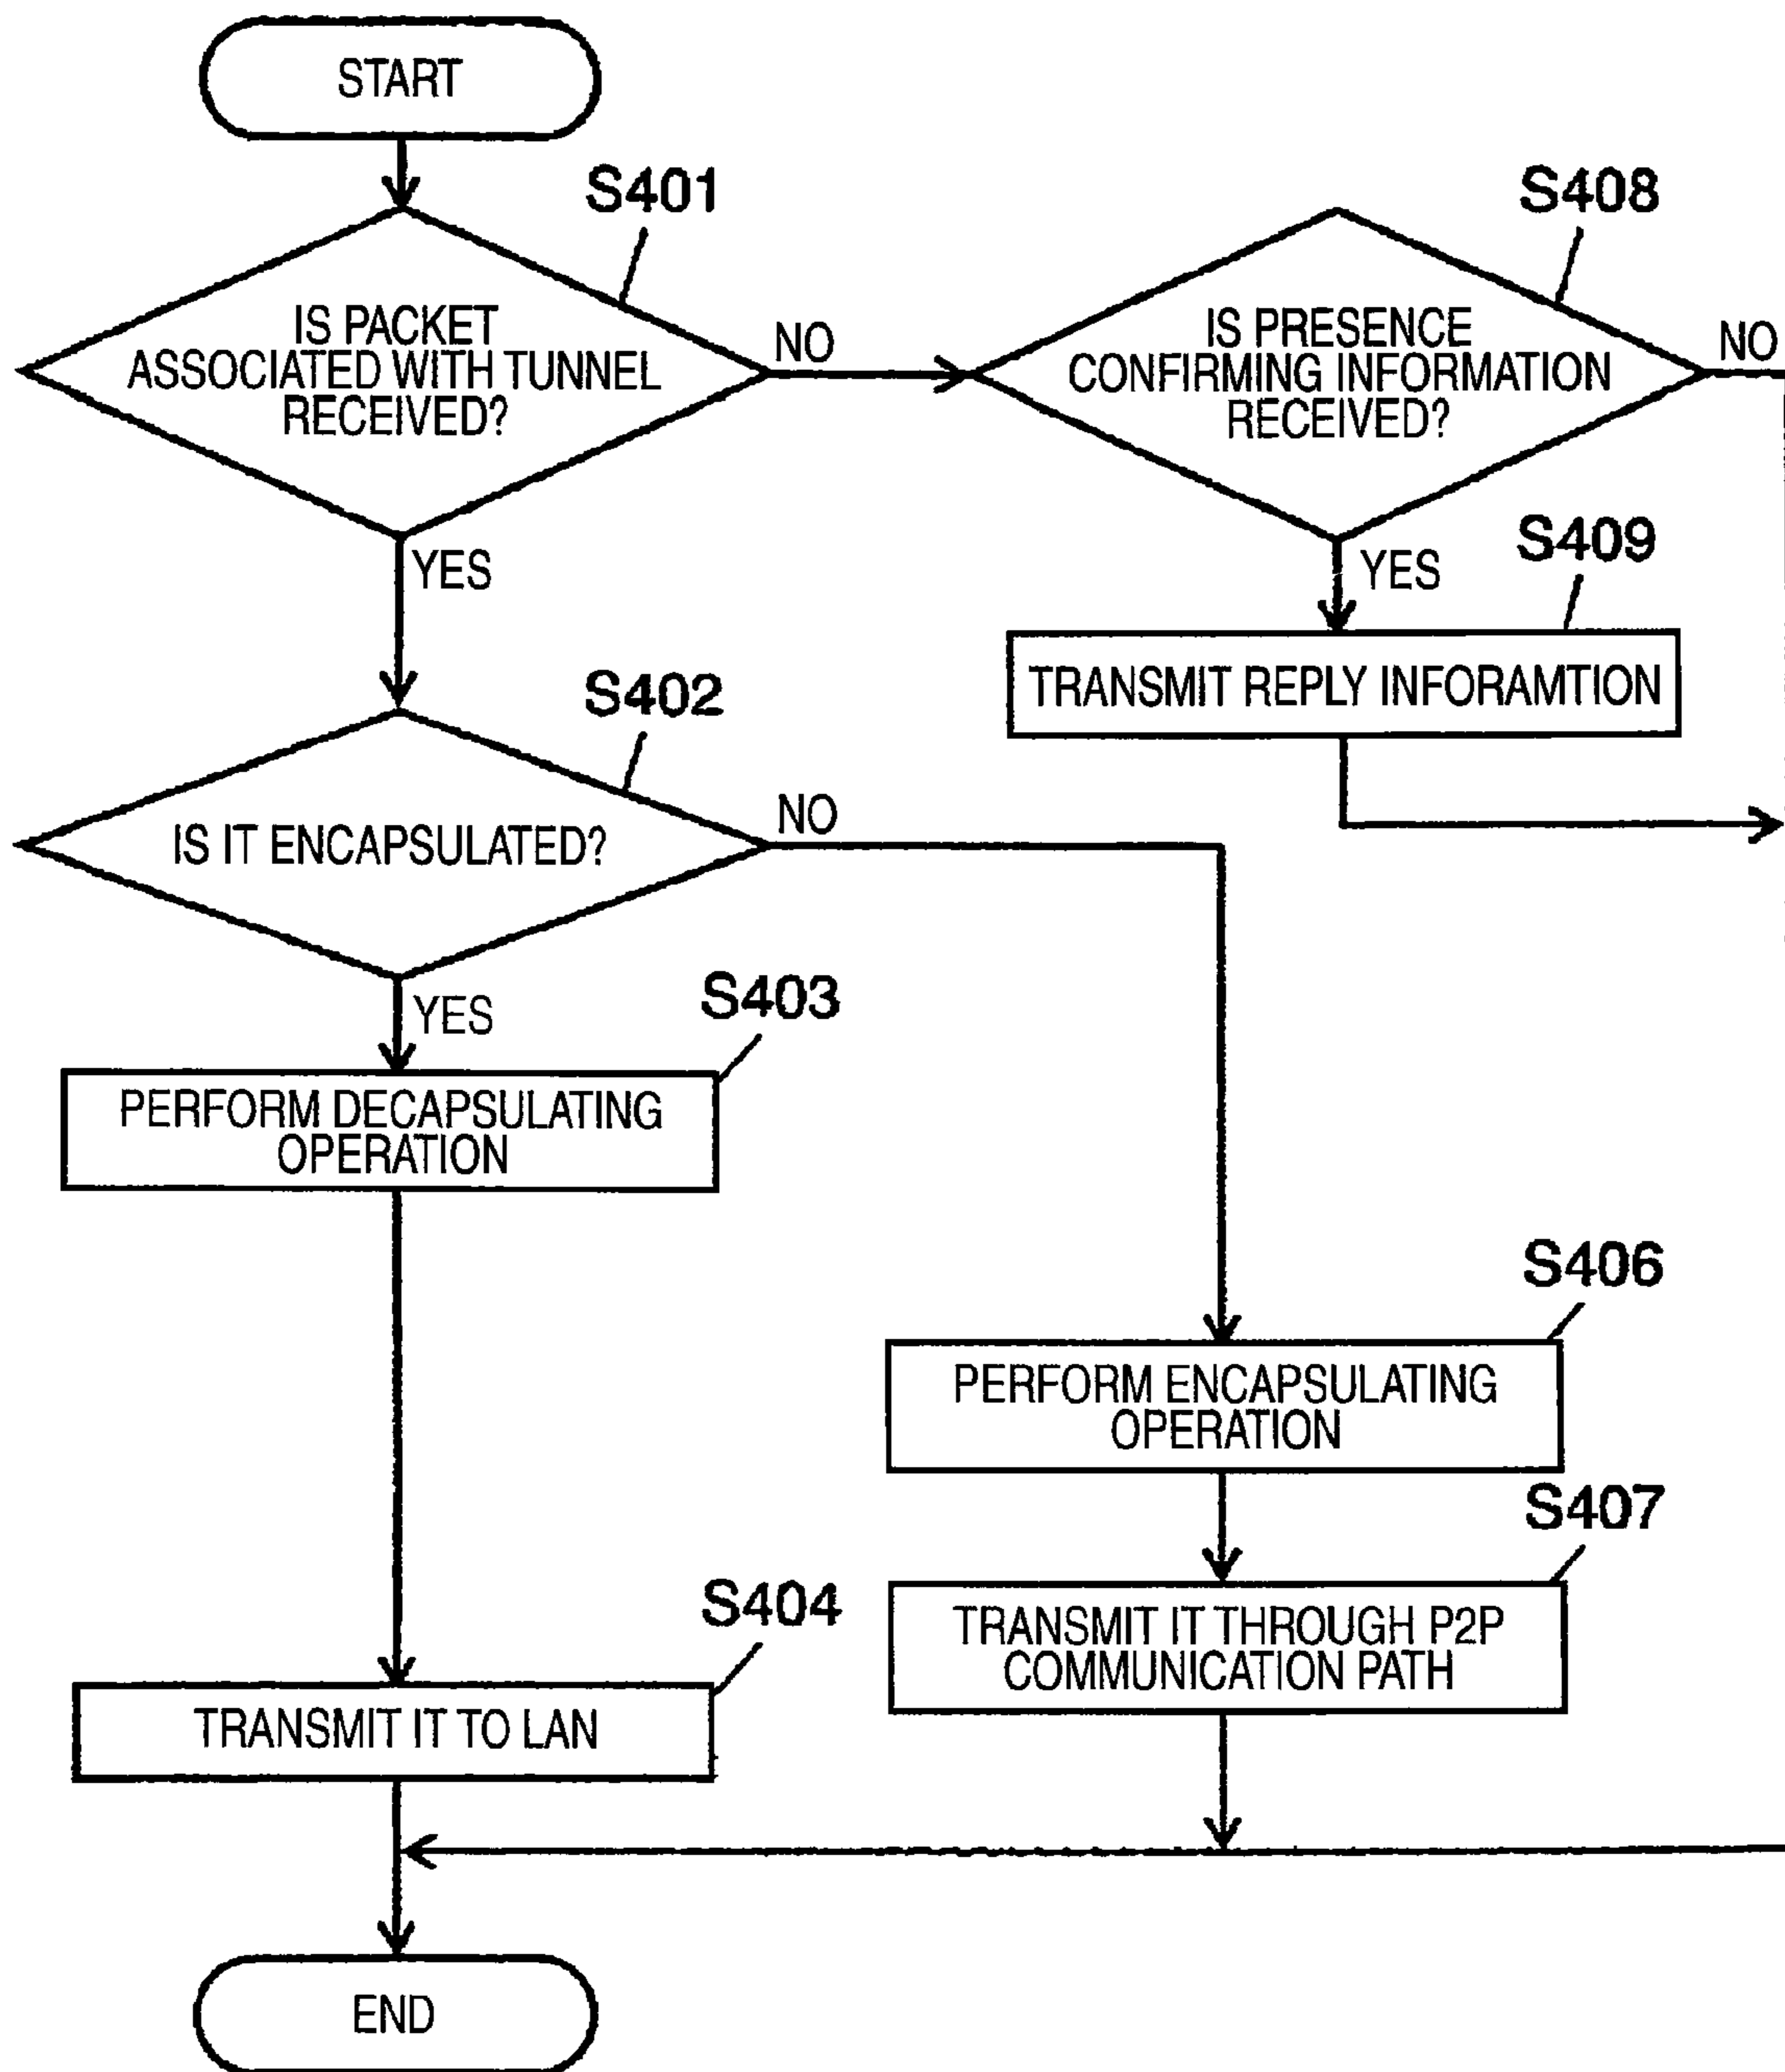 START
S401
IS PACKET
ASSOCIATED WITH TUNNEL
RECEIVED?
NO
YES
S408
IS PRESENCE
CONFIRMING INFORMATION
RECEIVED?
NO
YES
S409
TRANSMIT REPLY INFORAMTION
S402
IS IT ENCAPSULATED?
NO
YES
S403
PERFORM DECAPSULATING
OPERATION
S406
PERFORM ENCAPSULATING
OPERATION
S407
TRANSMIT IT THROUGH P2P
COMMUNICATION PATH
S404
TRANSMIT IT TO LAN
END